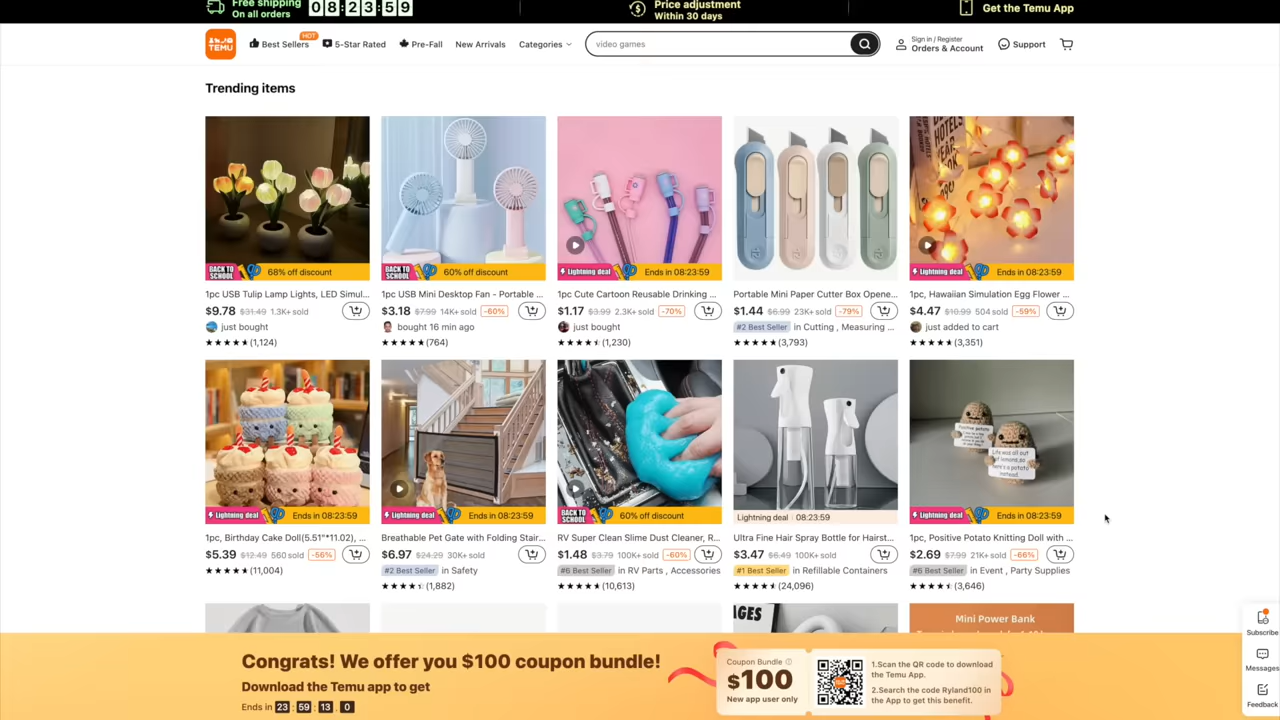 Free shipping
On all orders
08:23:59
Price adjustment
Within 30 days
Get the Temu App
TEMU
Best Sellers
HOT
5-Star Rated
Pre-Fall
New Arrivals
Categories
video games
Sign in / Register
Orders & Account
Support
Trending items
BACK TO SCHOOL
68% off discount
BACK TO SCHOOL
60% off discount
Lightning deal
Ends in 08:23:59
HOTELS
Lightning deal
Ends in 08:23:59
1pc USB Tulip Lamp Lights, LED Simul...
1pc USB Mini Desktop Fan - Portable ...
1pc Cute Cartoon Reusable Drinking ...
Portable Mini Paper Cutter Box Opene...
1pc, Hawaiian Simulation Egg Flower ...
$9.78 $31.49 1.3K+ sold
$3.18 $7.99 14K+ sold -60%
$1.17 $3.99 2.3K+ sold -70%
$1.44 $6.99 23K+ sold -79%
$4.47 $10.99 504 sold -59%
just bought
bought 16 min ago
just bought
#2 Best Seller in Cutting , Measuring ...
just added to cart
(1,124)
(764)
(1,230)
(3,793)
(3,351)
Lightning deal
Ends in 08:23:59
Lightning deal
Ends in 08:23:59
BACK TO SCHOOL
60% off discount
Lightning deal 08:23:59
Positive potato
Life was all out
of lemons,so
here's a potato
instead.
Lightning deal
Ends in 08:23:59
1pc, Birthday Cake Doll(5.51"*11.02), ...
Breathable Pet Gate with Folding Stair...
RV Super Clean Slime Dust Cleaner, R...
Ultra Fine Hair Spray Bottle for Hairst...
1pc, Positive Potato Knitting Doll with ...
$5.39 $12.49 560 sold -56%
$6.97 $24.29 30K+ sold
$1.48 $3.79 100K+ sold -60%
$3.47 $6.49 100K+ sold
$2.69 $7.99 21K+ sold -66%
(11,004)
#2 Best Seller in Safety
#6 Best Seller in RV Parts , Accessories
#1 Best Seller in Refillable Containers
#6 Best Seller in Event , Party Supplies
(1,882)
(10,613)
(24,096)
(3,646)
AGES
Mini Power Bank
Subscribe
Messages
Feedback
Congrats! We offer you $100 coupon bundle!
Download the Temu app to get
Ends in 23 : 59 : 13 . 0
Coupon Bundle
$100
New app user only
1.Scan the QR code to download
the Temu App.
2.Search the code Ryland100 in
the App to get this benefit.